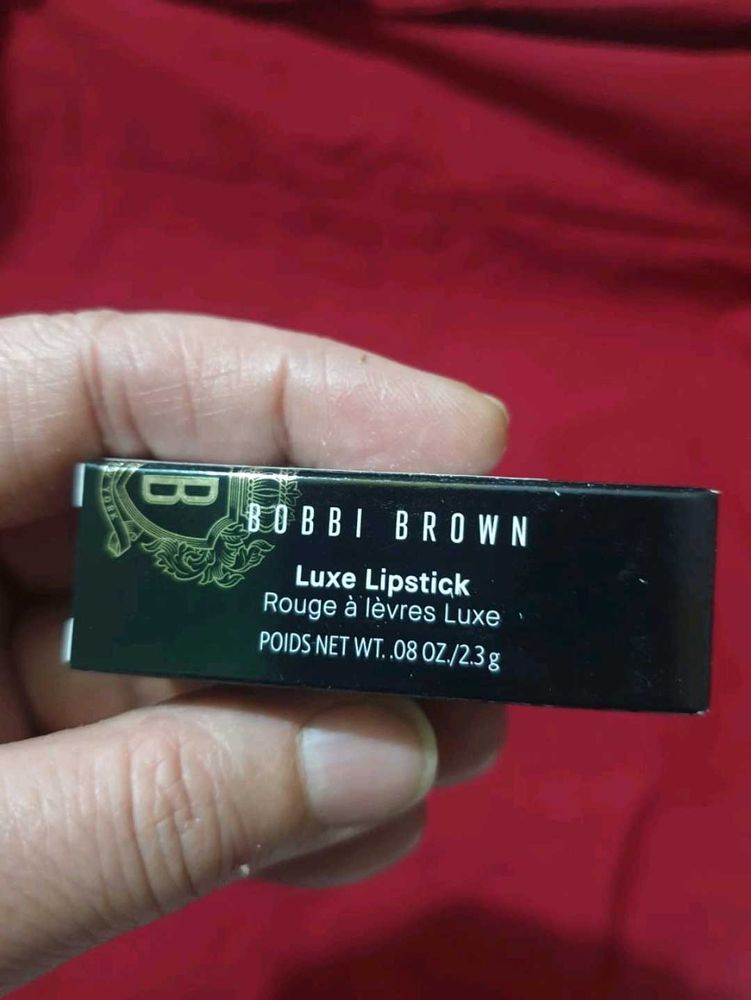 B
BOBBI BROWN
Luxe Lipstick
Rouge à lèvres Luxe
POIDS NET WT. .08 OZ./2.3 g